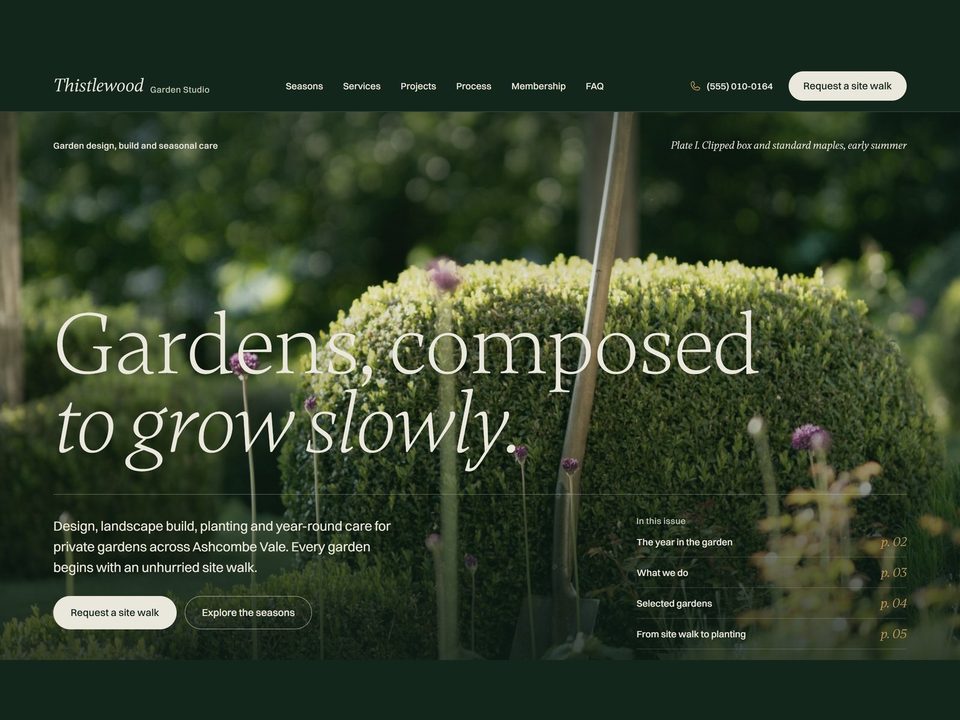 Thistlewood Garden Studio
Seasons Services Projects Process Membership FAQ
(555) 010-0164
Request a site walk
Garden design, build and seasonal care
Plate I. Clipped box and standard maples, early summer
Gardens, composed
to grow slowly.
Design, landscape build, planting and year-round care for
private gardens across Ashcombe Vale. Every garden
begins with an unhurried site walk.
Request a site walk
Explore the seasons
In this issue
The year in the garden p. 02
What we do p. 03
Selected gardens p. 04
From site walk to planting p. 05